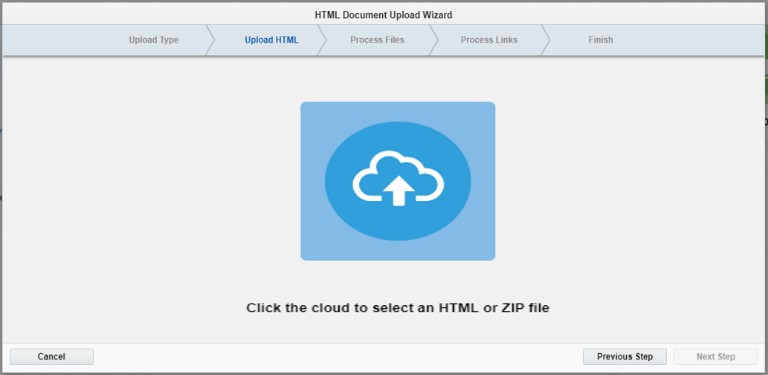 HTML Document Upload Wizard
Upload Type Upload HTML Process Files Process Links Finish
Click the cloud to select an HTML or ZIP file
Cancel Previous Step Next Step